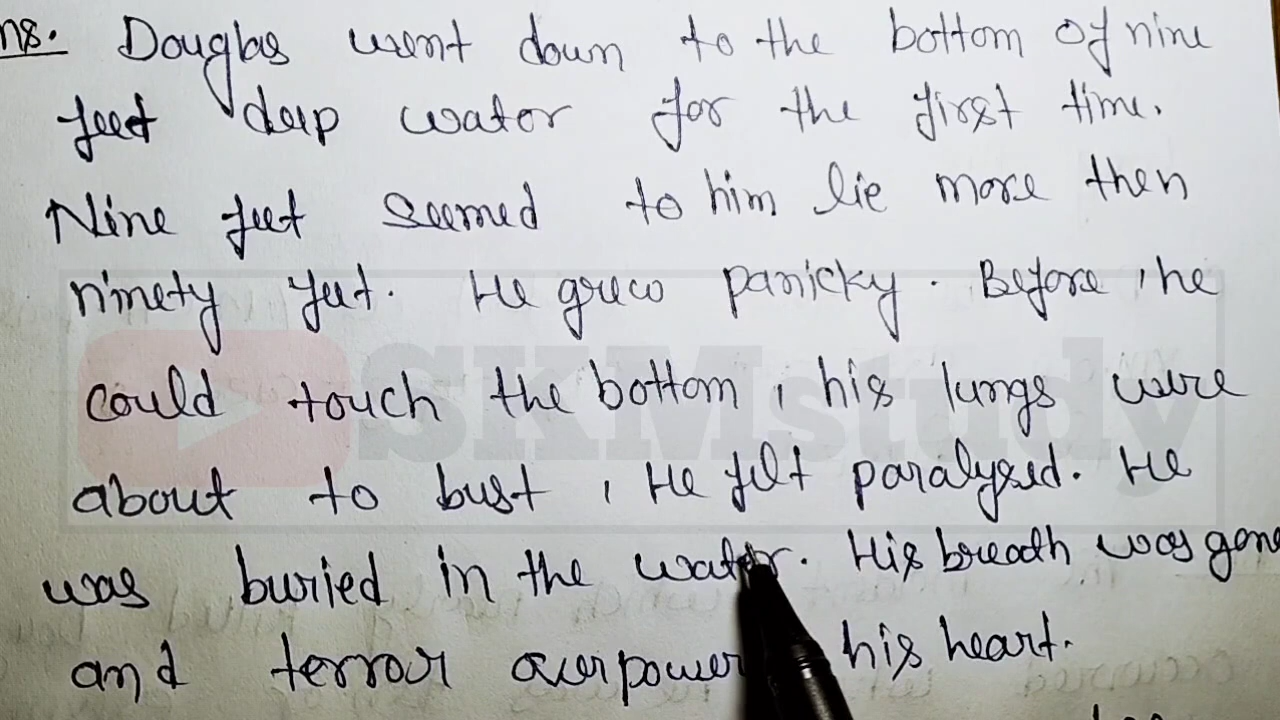 ns. Douglas went down to the bottom of nine
feet deep water for the first time.
Nine feet seemed to him lie more then
ninety feet. He grew panicky. Before, he
could touch the bottom, his lungs were
about to bust, He felt paralyzed. He
was buried in the water. His breath was gone
and terror overpower his heart.
SKMstudy